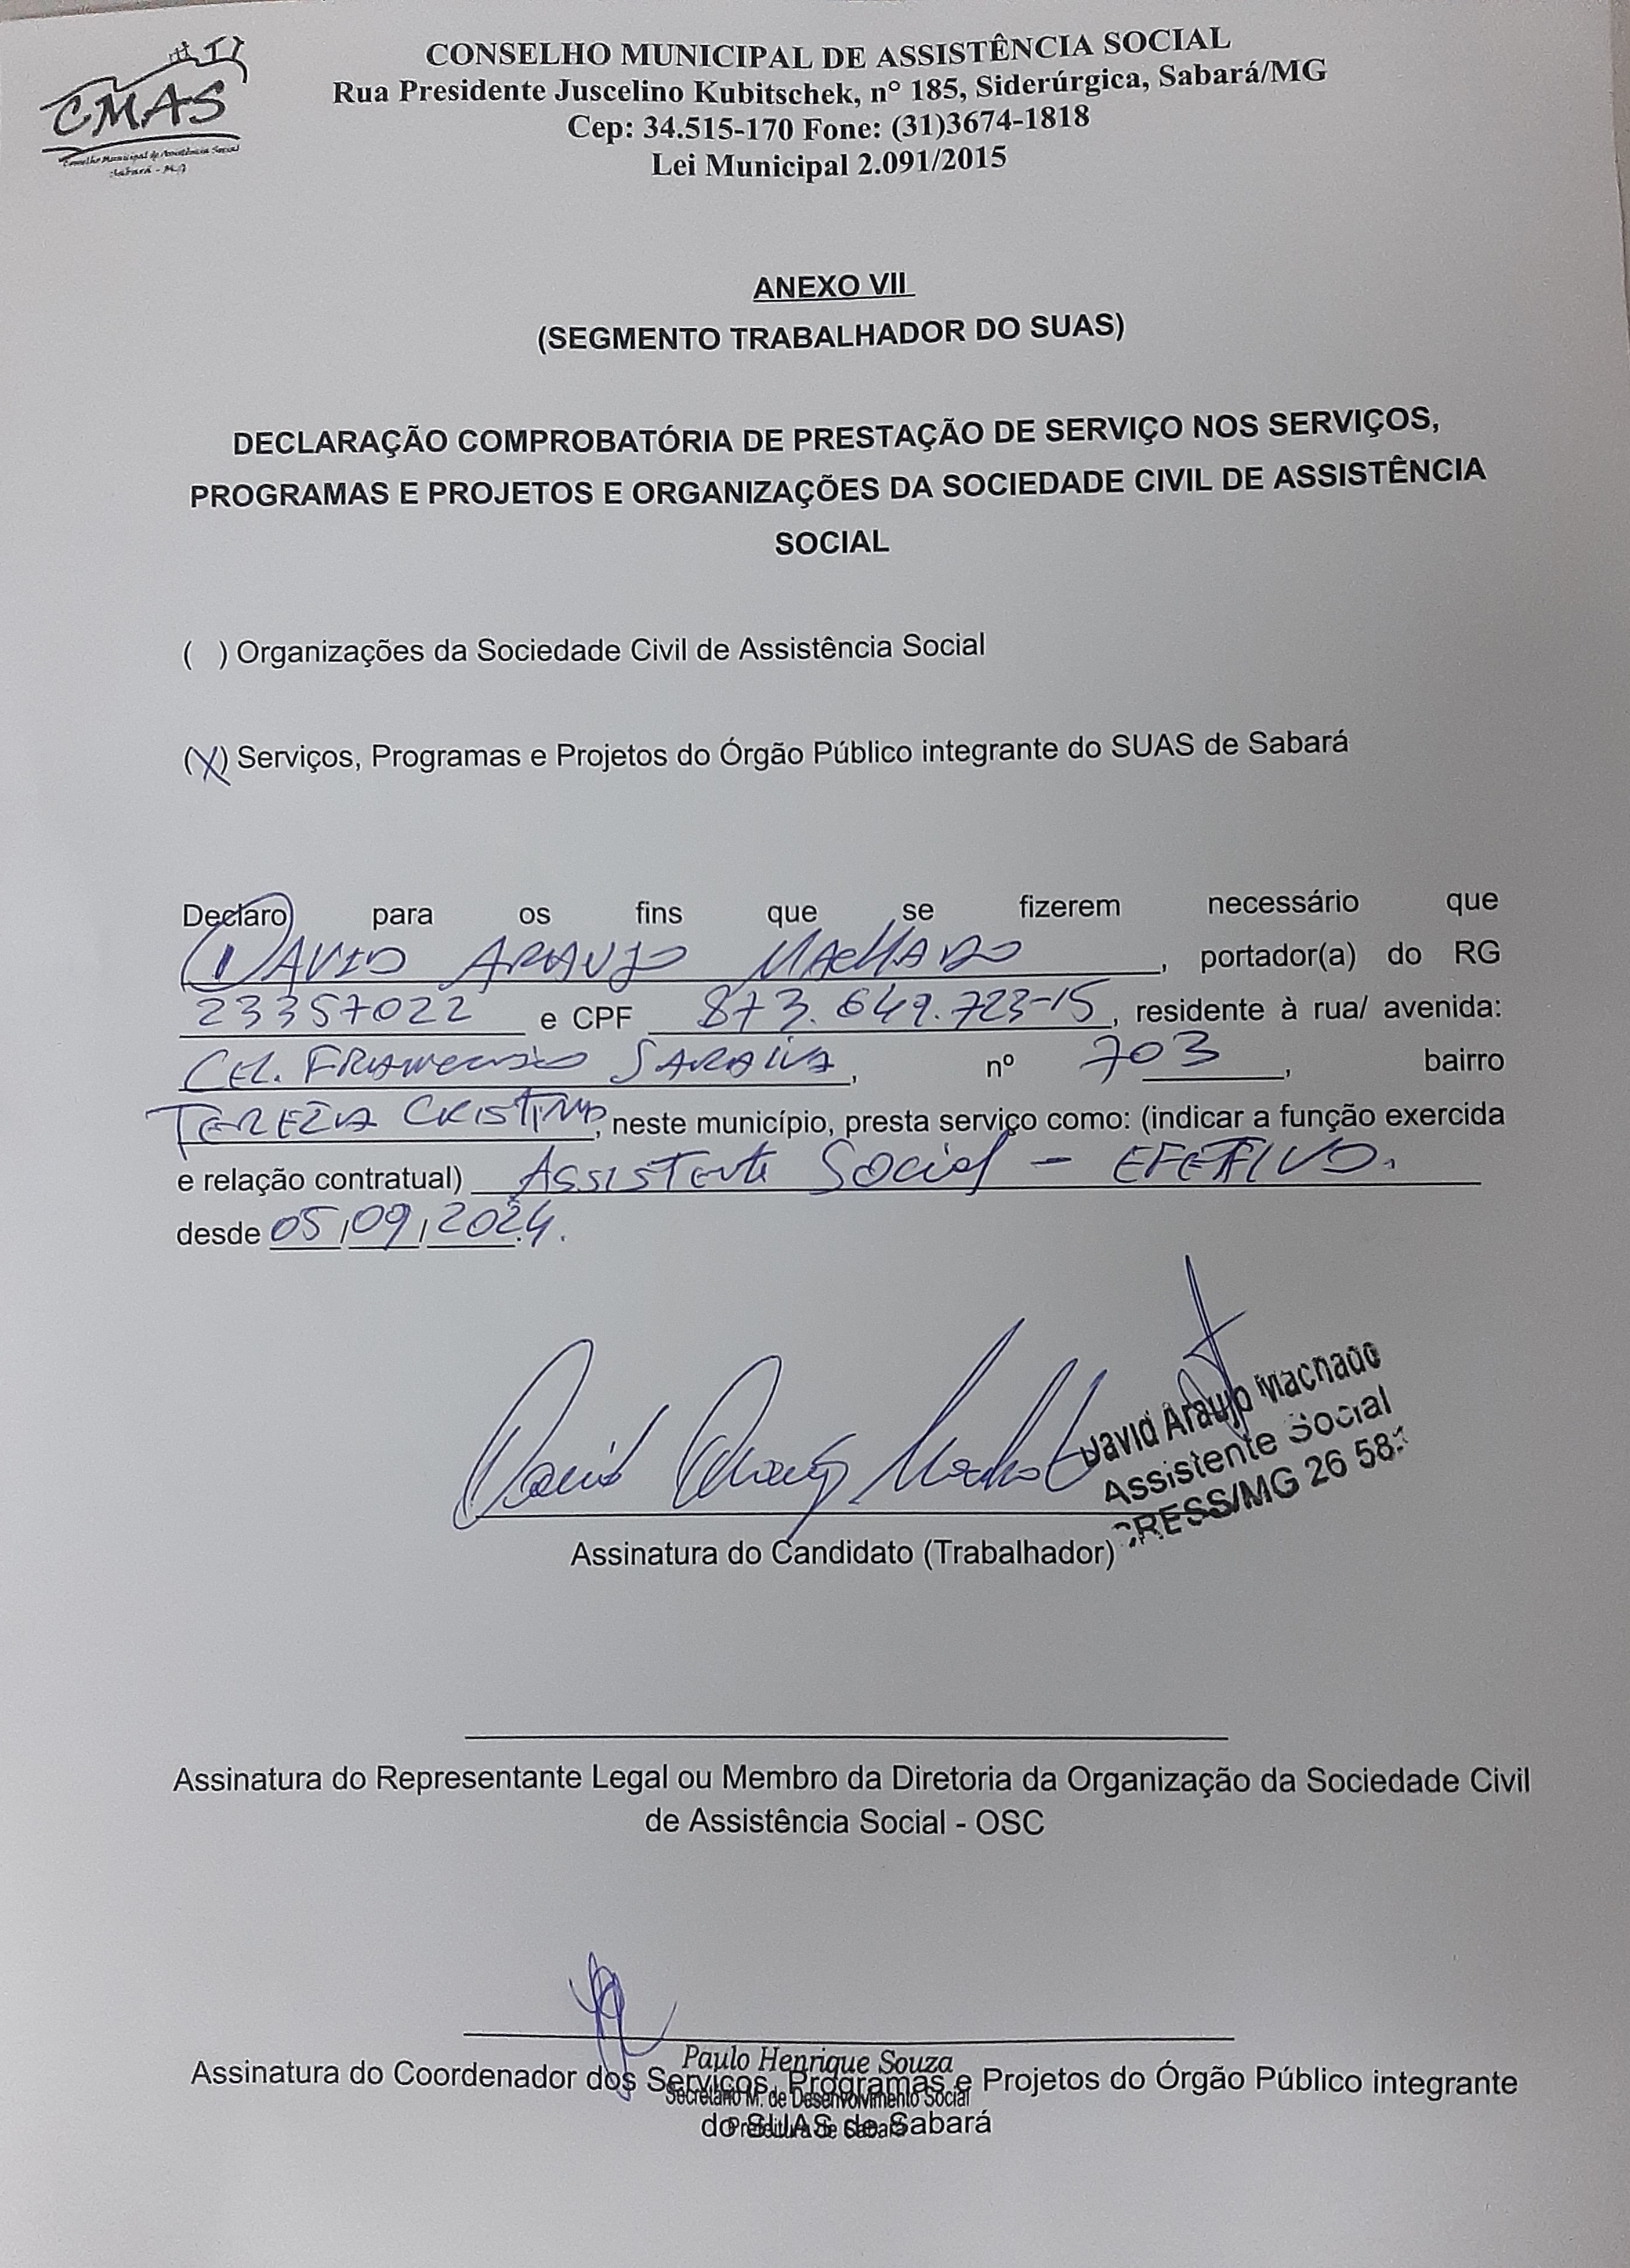 CMAS
Conselho Municipal de Assistência Social
Sabará - MG
CONSELHO MUNICIPAL DE ASSISTÊNCIA SOCIAL
Rua Presidente Juscelino Kubitschek, nº 185, Siderúrgica, Sabará/MG
Cep: 34.515-170 Fone: (31)3674-1818
Lei Municipal 2.091/2015
ANEXO VII
(SEGMENTO TRABALHADOR DO SUAS)
DECLARAÇÃO COMPROBATÓRIA DE PRESTAÇÃO DE SERVIÇO NOS SERVIÇOS,
PROGRAMAS E PROJETOS E ORGANIZAÇÕES DA SOCIEDADE CIVIL DE ASSISTÊNCIA
SOCIAL
( ) Organizações da Sociedade Civil de Assistência Social
(X) Serviços, Programas e Projetos do Órgão Público integrante do SUAS de Sabará
Declaro para os fins que se fizerem necessário que
DAVID ARAUJO MACHADO, portador(a) do RG
23357022 e CPF 873.649.723-15, residente à rua/ avenida:
CEL. FRANCISCO SARAIVA, nº 703, bairro
TEREZA CRISTINA, neste município, presta serviço como: (indicar a função exercida
e relação contratual) ASSISTENTE SOCIAL - EFETIVO.
desde 05/09/2024.
David Araujo Machado
David Araujo Machado
Assistente Social
CRESS/MG 26 58
Assinatura do Candidato (Trabalhador)
Assinatura do Representante Legal ou Membro da Diretoria da Organização da Sociedade Civil
de Assistência Social - OSC
Paulo Henrique Souza
Assinatura do Coordenador dos Serviços, Programas e Projetos do Órgão Público integrante
Secretário M. de Desenvolvimento Social
do SUAS de Sabará
Prefeitura de Sabará